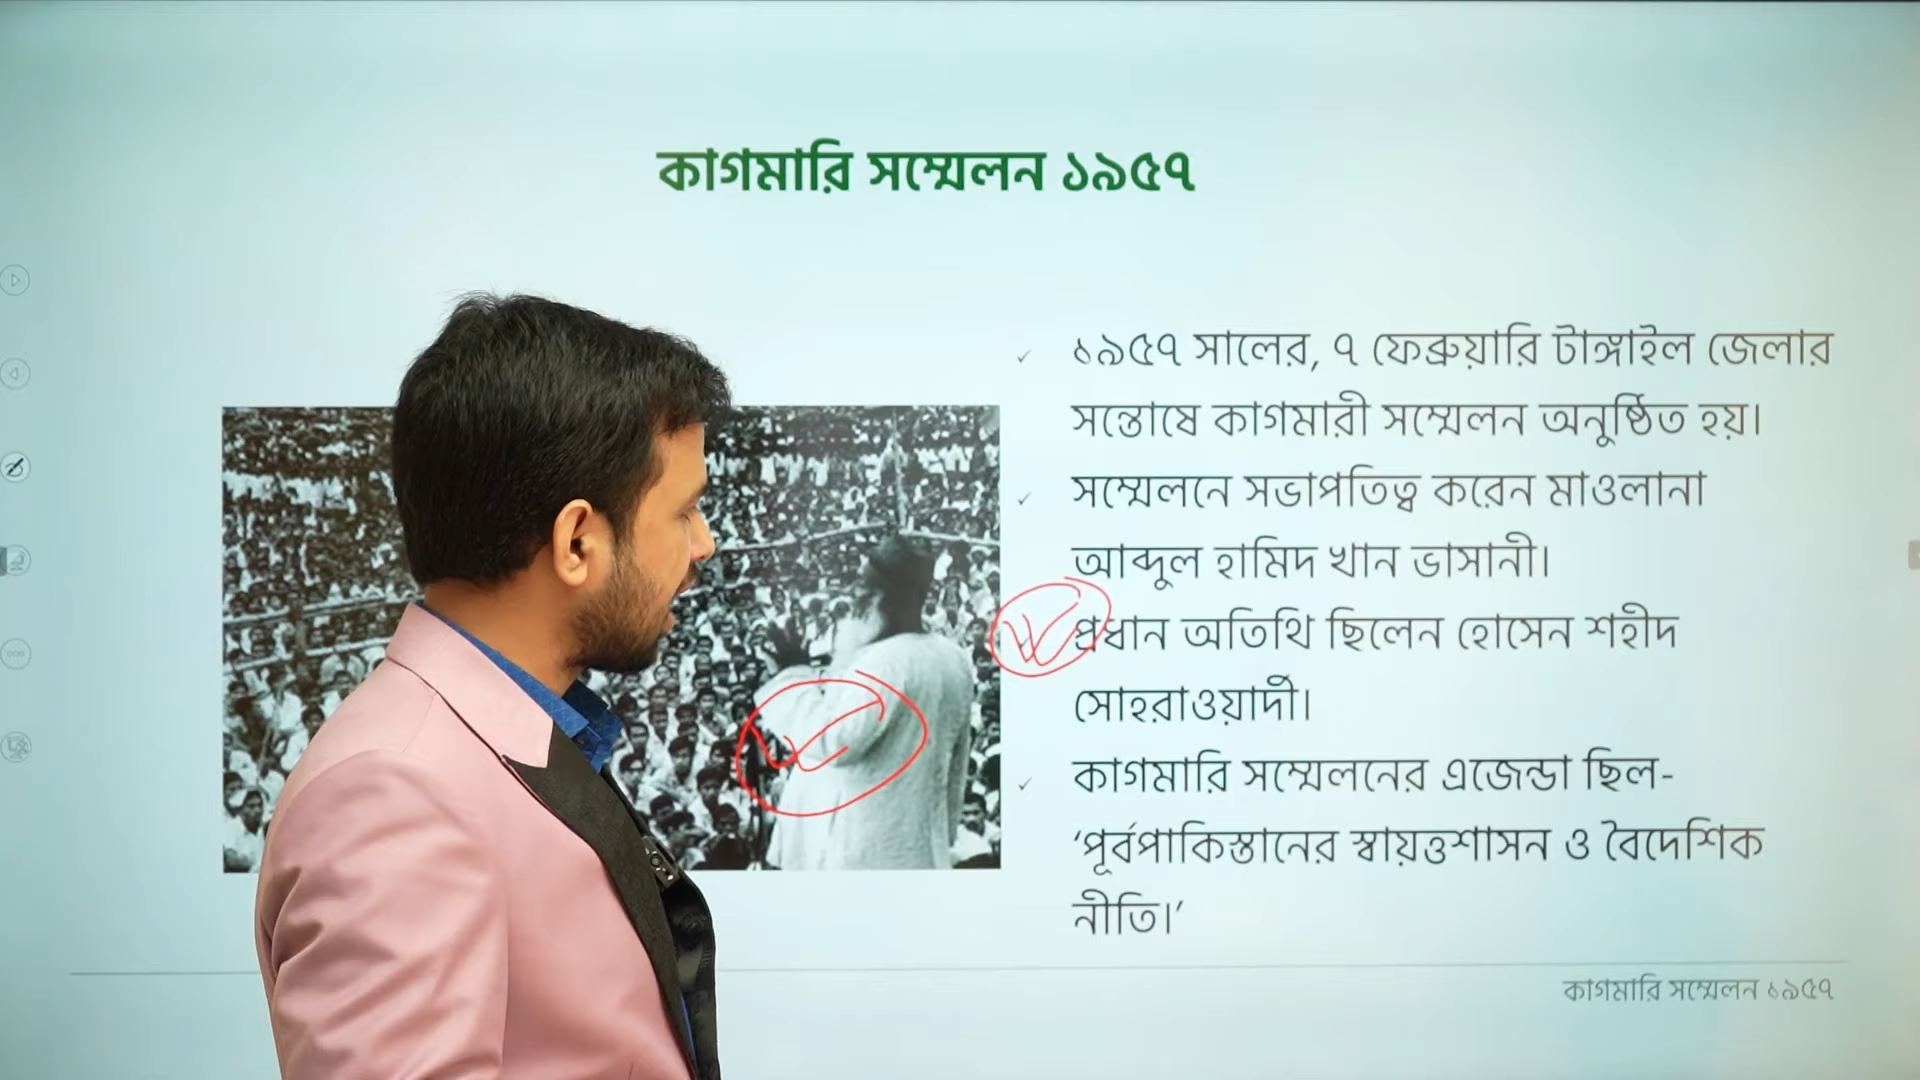 কাগমারি সম্মেলন ১৯৫৭
১৯৫৭ সালের, ৭ ফেব্রুয়ারি টাঙ্গাইল জেলার
সন্তোষে কাগমারী সম্মেলন অনুষ্ঠিত হয়।
সম্মেলনে সভাপতিত্ব করেন মাওলানা
আব্দুল হামিদ খান ভাসানী।
প্রধান অতিথি ছিলেন হোসেন শহীদ
সোহরাওয়ার্দী।
কাগমারি সম্মেলনের এজেন্ডা ছিল-
‘পূর্বপাকিস্তানের স্বায়ত্তশাসন ও বৈদেশিক
নীতি।’
কাগমারি সম্মেলন ১৯৫৭